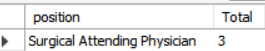 position Total
Surgical Attending Physician 3